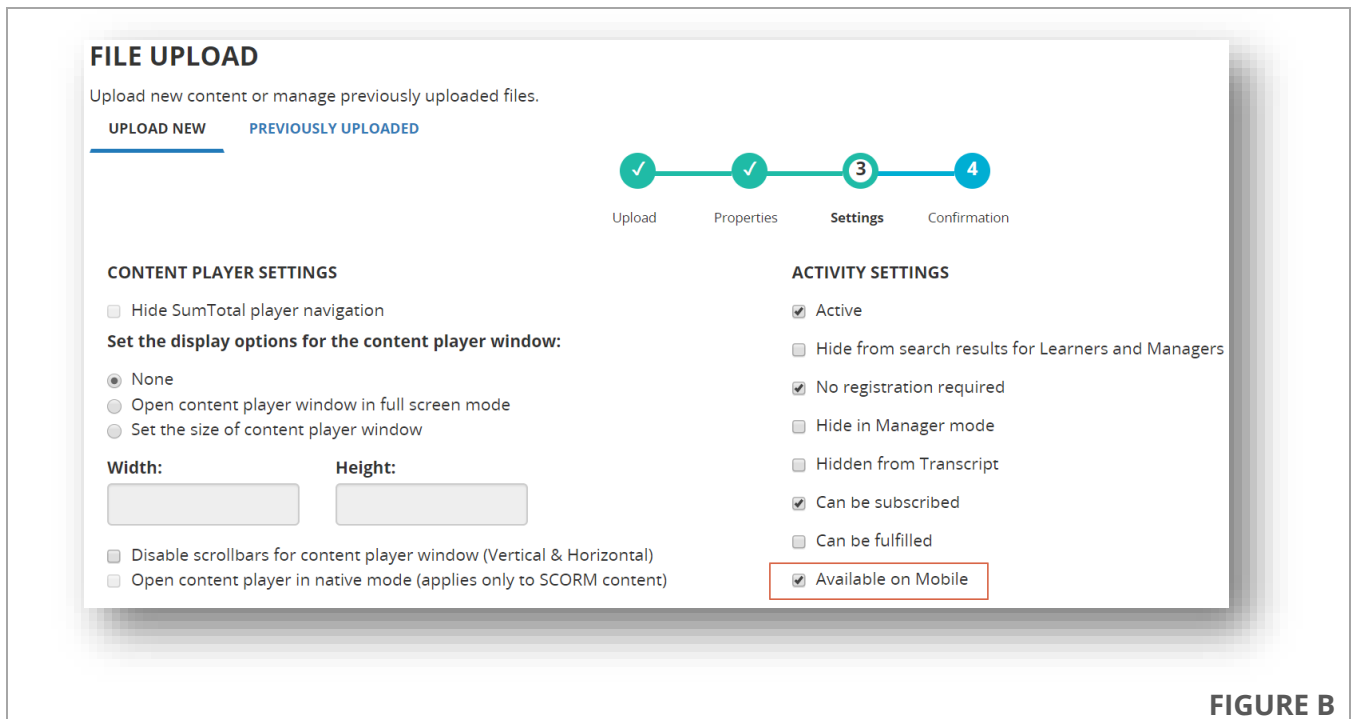 FILE UPLOAD
Upload new content or manage previously uploaded files.
UPLOAD NEW PREVIOUSLY UPLOADED
✓ ✓ 3 4
Upload Properties Settings Confirmation
CONTENT PLAYER SETTINGS
Hide SumTotal player navigation
Set the display options for the content player window:
None
Open content player window in full screen mode
Set the size of content player window
Width: Height:
Disable scrollbars for content player window (Vertical & Horizontal)
Open content player in native mode (applies only to SCORM content)
ACTIVITY SETTINGS
Active
Hide from search results for Learners and Managers
No registration required
Hide in Manager mode
Hidden from Transcript
Can be subscribed
Can be fulfilled
Available on Mobile
FIGURE B